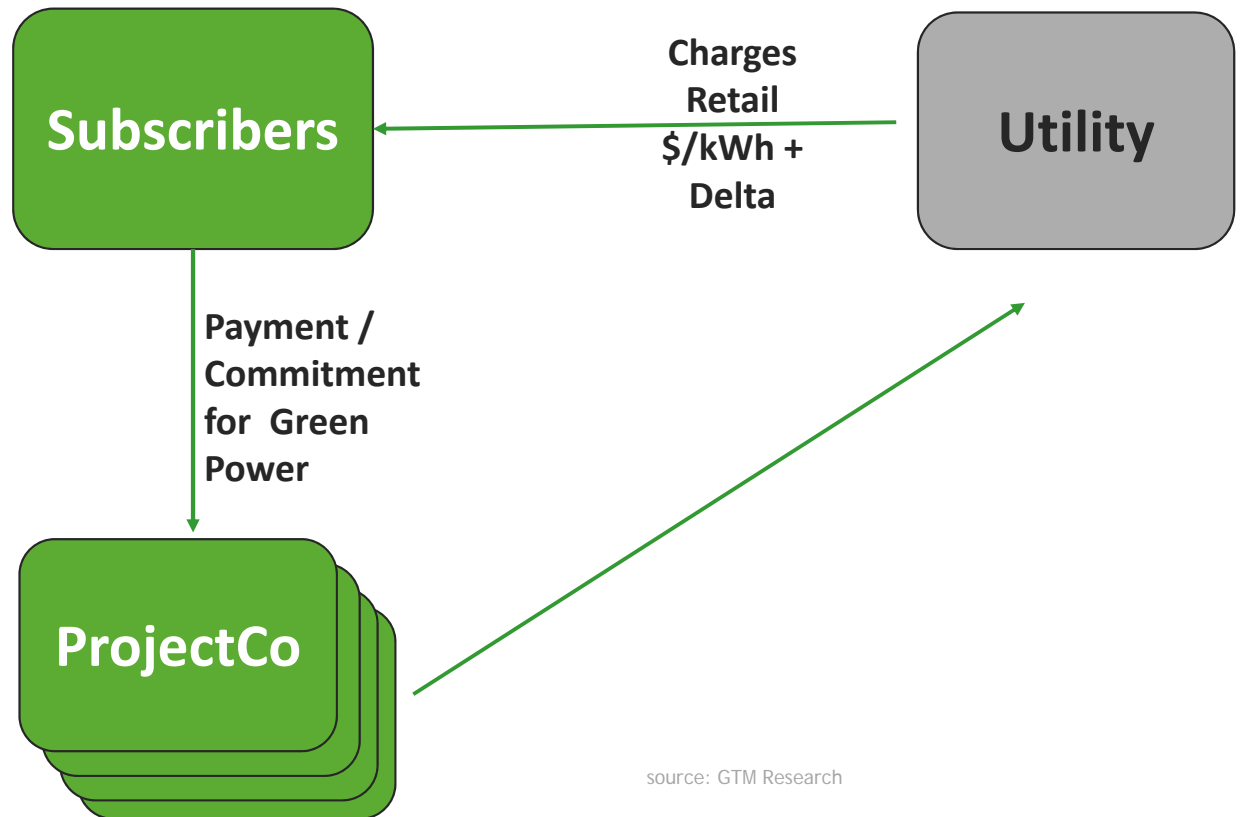 Subscribers
Charges
Retail
$/kWh +
Delta
Utility
Payment /
Commitment
for Green
Power
ProjectCo
source: GTM Research